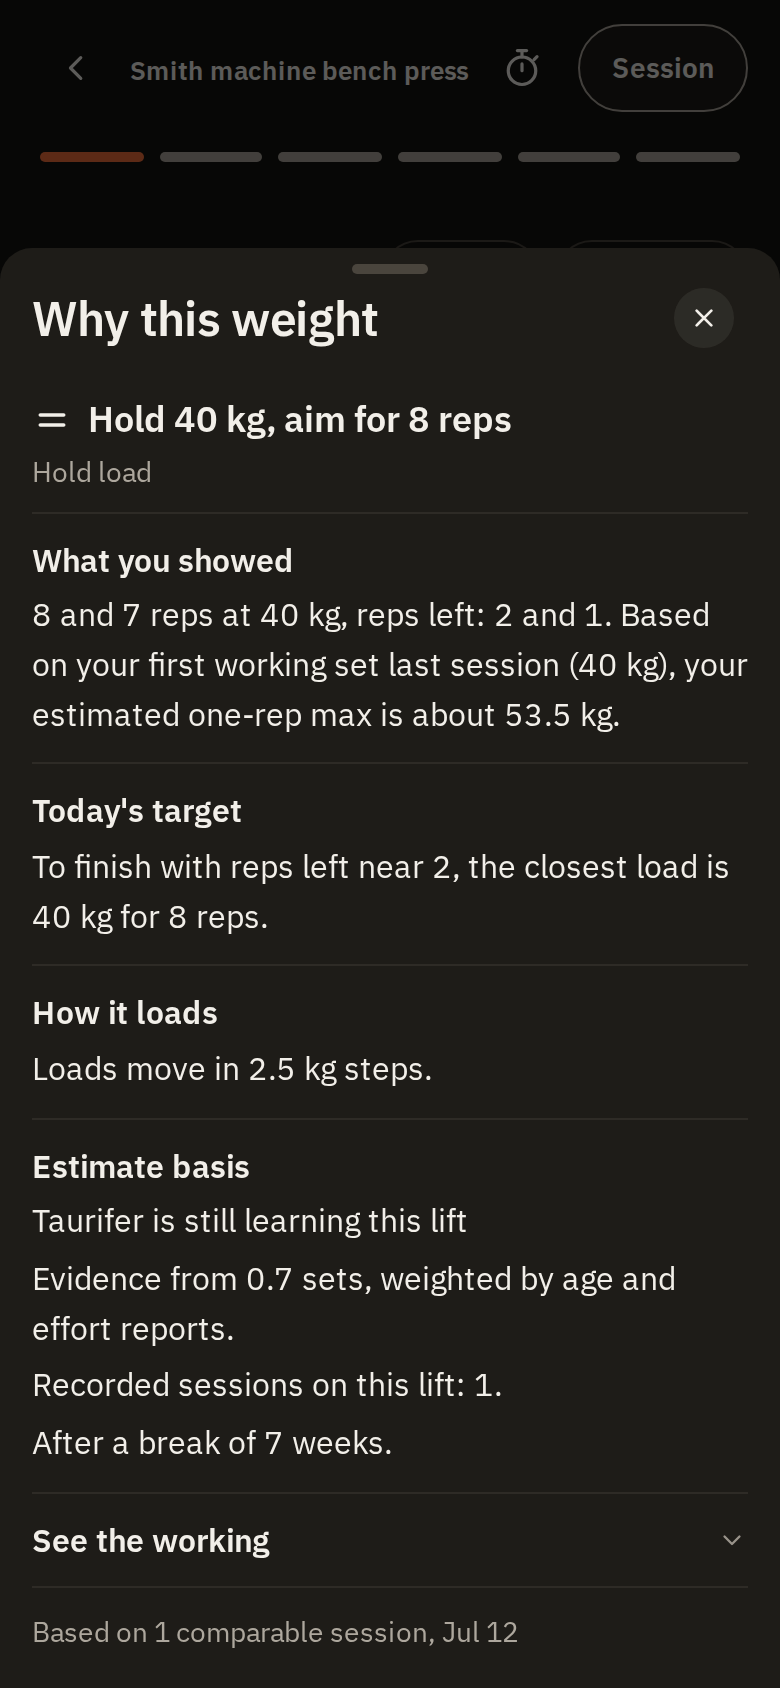 Smith machine bench press
Session
Why this weight
= Hold 40 kg, aim for 8 reps
Hold load
What you showed
8 and 7 reps at 40 kg, reps left: 2 and 1. Based
on your first working set last session (40 kg), your
estimated one-rep max is about 53.5 kg.
Today's target
To finish with reps left near 2, the closest load is
40 kg for 8 reps.
How it loads
Loads move in 2.5 kg steps.
Estimate basis
Taurifer is still learning this lift
Evidence from 0.7 sets, weighted by age and
effort reports.
Recorded sessions on this lift: 1.
After a break of 7 weeks.
See the working
Based on 1 comparable session, Jul 12